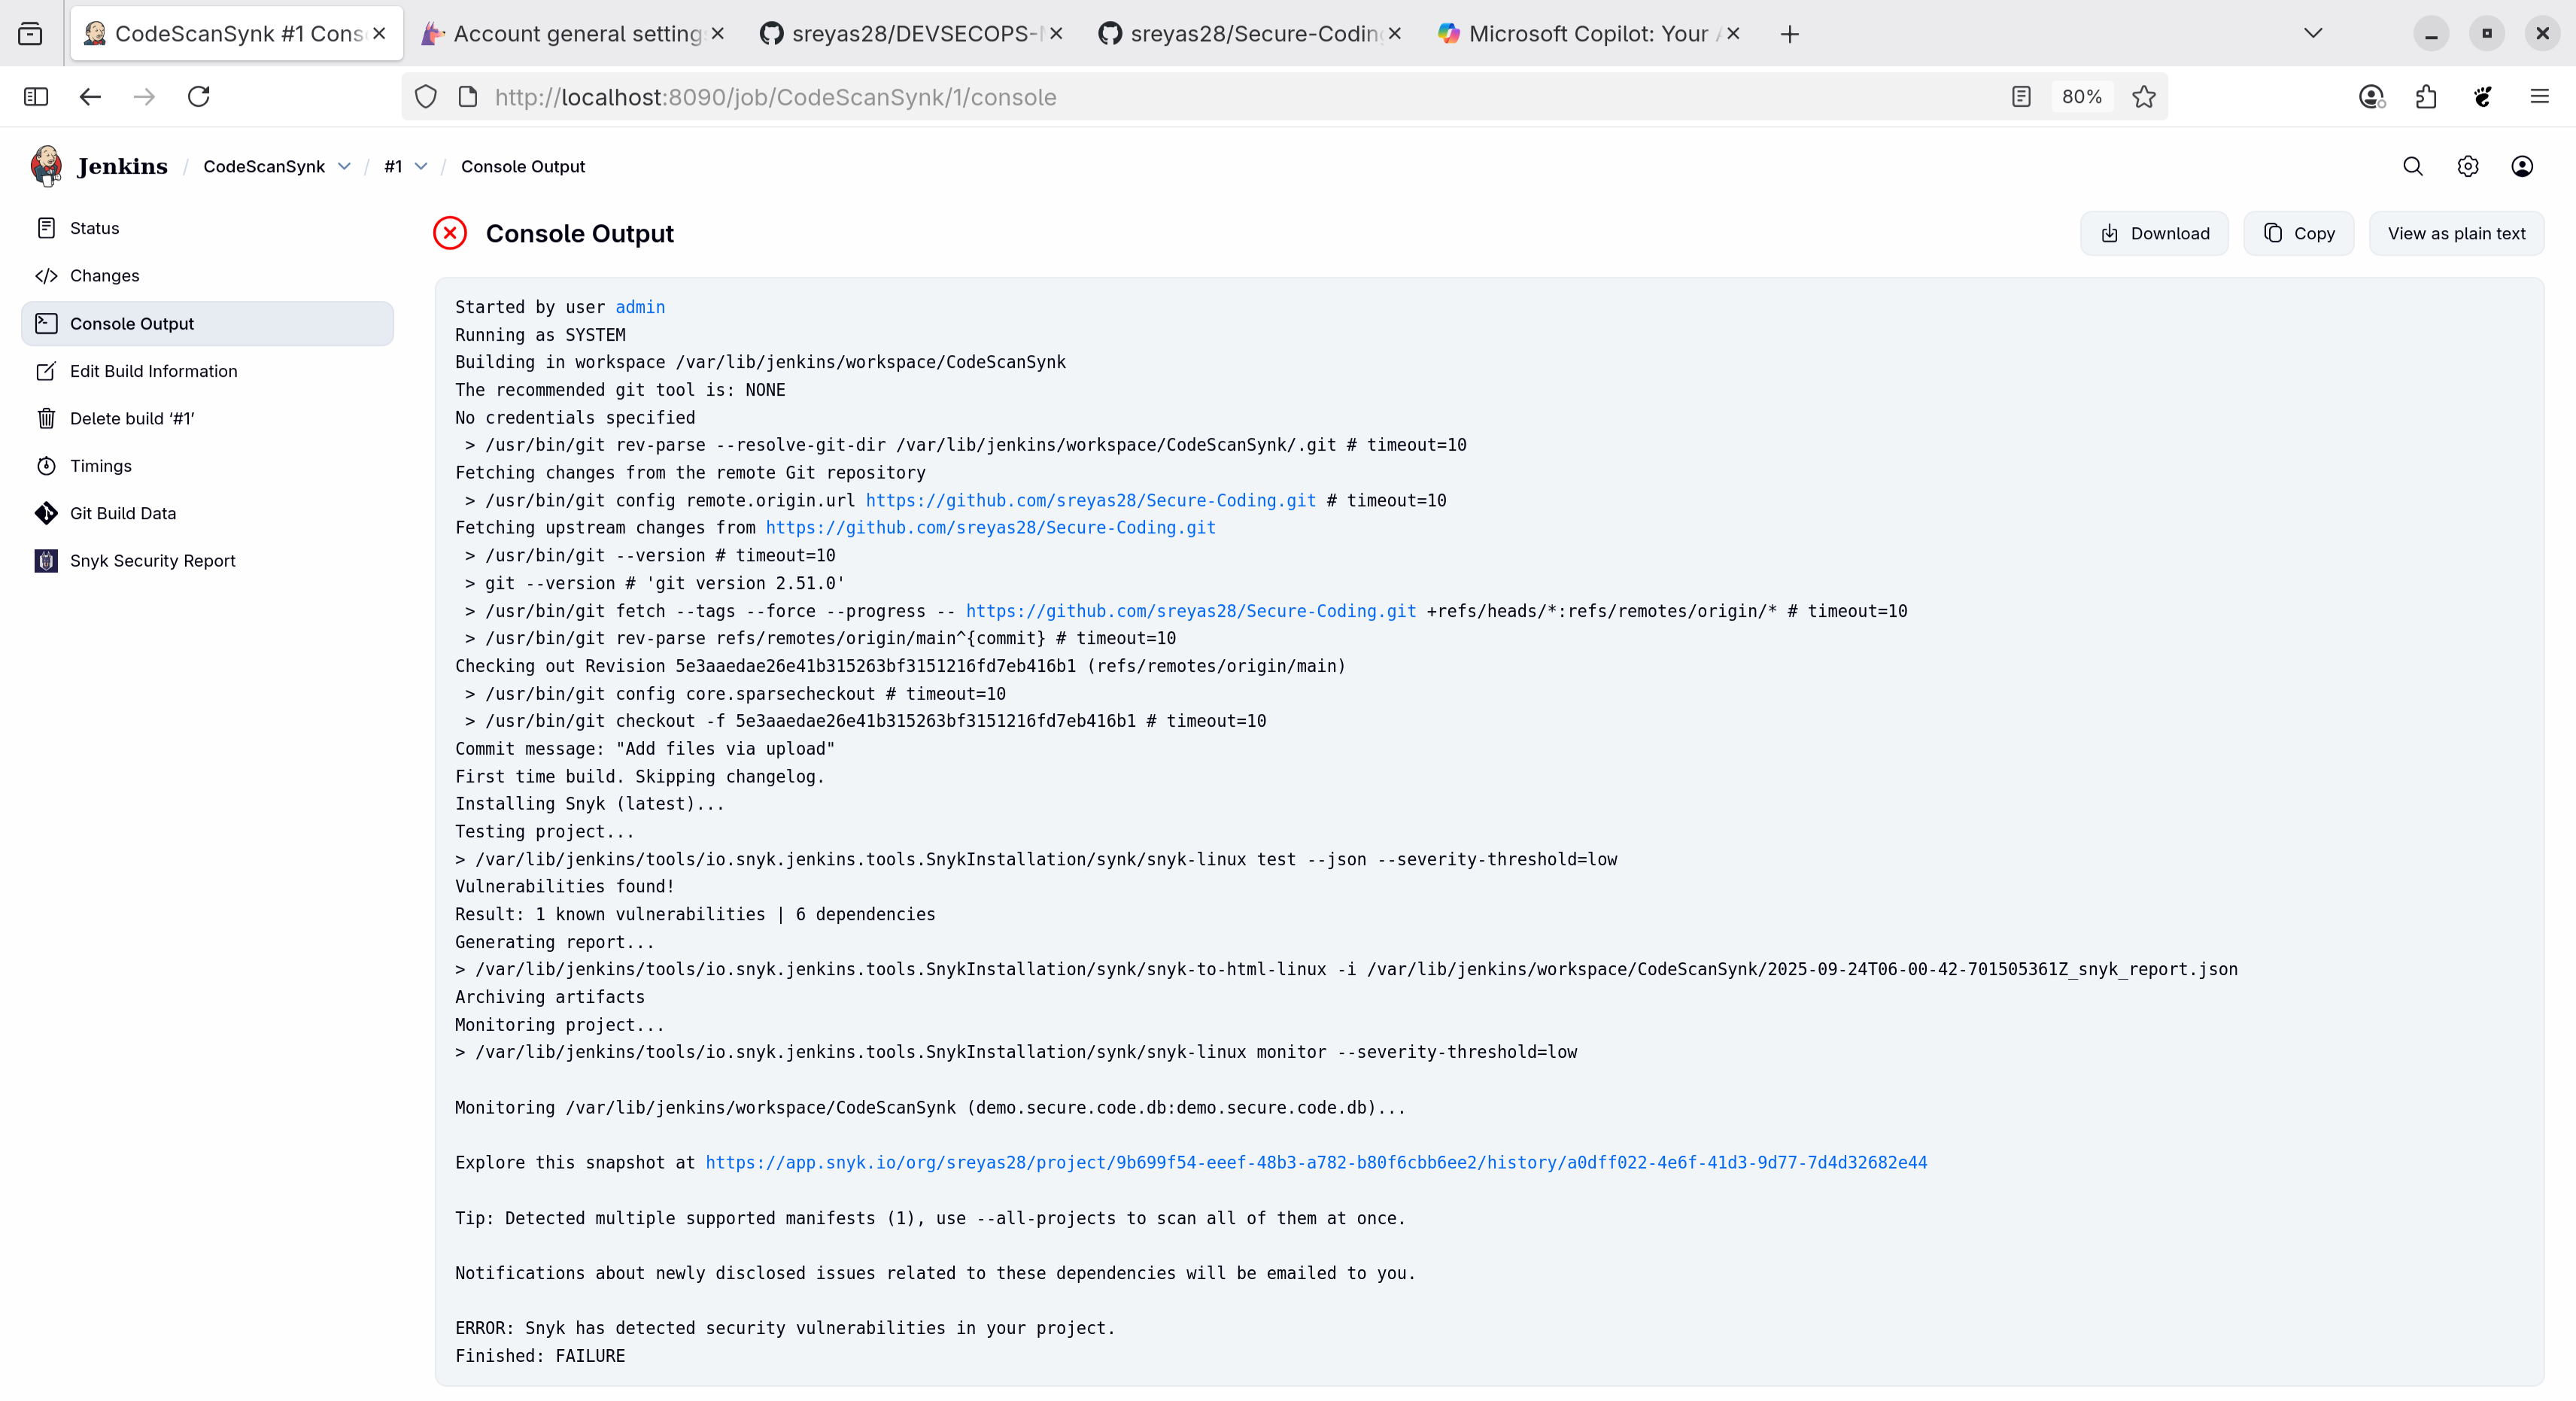 CodeScanSynk #1 Cons
Account general setting
sreyas28/DEVSECOPS-
sreyas28/Secure-Coding
Microsoft Copilot: Your
http://localhost:8090/job/CodeScanSynk/1/console
80%
Jenkins / CodeScanSynk / #1 / Console Output
Status
Changes
Console Output
Edit Build Information
Delete build ‘#1’
Timings
Git Build Data
Snyk Security Report
Console Output
Download
Copy
View as plain text
Started by user admin
Running as SYSTEM
Building in workspace /var/lib/jenkins/workspace/CodeScanSynk
The recommended git tool is: NONE
No credentials specified
 > /usr/bin/git rev-parse --resolve-git-dir /var/lib/jenkins/workspace/CodeScanSynk/.git # timeout=10
Fetching changes from the remote Git repository
 > /usr/bin/git config remote.origin.url https://github.com/sreyas28/Secure-Coding.git # timeout=10
Fetching upstream changes from https://github.com/sreyas28/Secure-Coding.git
 > /usr/bin/git --version # timeout=10
 > git --version # 'git version 2.51.0'
 > /usr/bin/git fetch --tags --force --progress -- https://github.com/sreyas28/Secure-Coding.git +refs/heads/*:refs/remotes/origin/* # timeout=10
 > /usr/bin/git rev-parse refs/remotes/origin/main^{commit} # timeout=10
Checking out Revision 5e3aaedae26e41b315263bf3151216fd7eb416b1 (refs/remotes/origin/main)
 > /usr/bin/git config core.sparsecheckout # timeout=10
 > /usr/bin/git checkout -f 5e3aaedae26e41b315263bf3151216fd7eb416b1 # timeout=10
Commit message: "Add files via upload"
First time build. Skipping changelog.
Installing Snyk (latest)...
Testing project...
> /var/lib/jenkins/tools/io.snyk.jenkins.tools.SnykInstallation/synk/snyk-linux test --json --severity-threshold=low
Vulnerabilities found!
Result: 1 known vulnerabilities | 6 dependencies
Generating report...
> /var/lib/jenkins/tools/io.snyk.jenkins.tools.SnykInstallation/synk/snyk-to-html-linux -i /var/lib/jenkins/workspace/CodeScanSynk/2025-09-24T06-00-42-701505361Z_snyk_report.json
Archiving artifacts
Monitoring project...
> /var/lib/jenkins/tools/io.snyk.jenkins.tools.SnykInstallation/synk/snyk-linux monitor --severity-threshold=low
Monitoring /var/lib/jenkins/workspace/CodeScanSynk (demo.secure.code.db:demo.secure.code.db)...
Explore this snapshot at https://app.snyk.io/org/sreyas28/project/9b699f54-eeef-48b3-a782-b80f6cbb6ee2/history/a0dff022-4e6f-41d3-9d77-7d4d32682e44
Tip: Detected multiple supported manifests (1), use --all-projects to scan all of them at once.
Notifications about newly disclosed issues related to these dependencies will be emailed to you.
ERROR: Snyk has detected security vulnerabilities in your project.
Finished: FAILURE